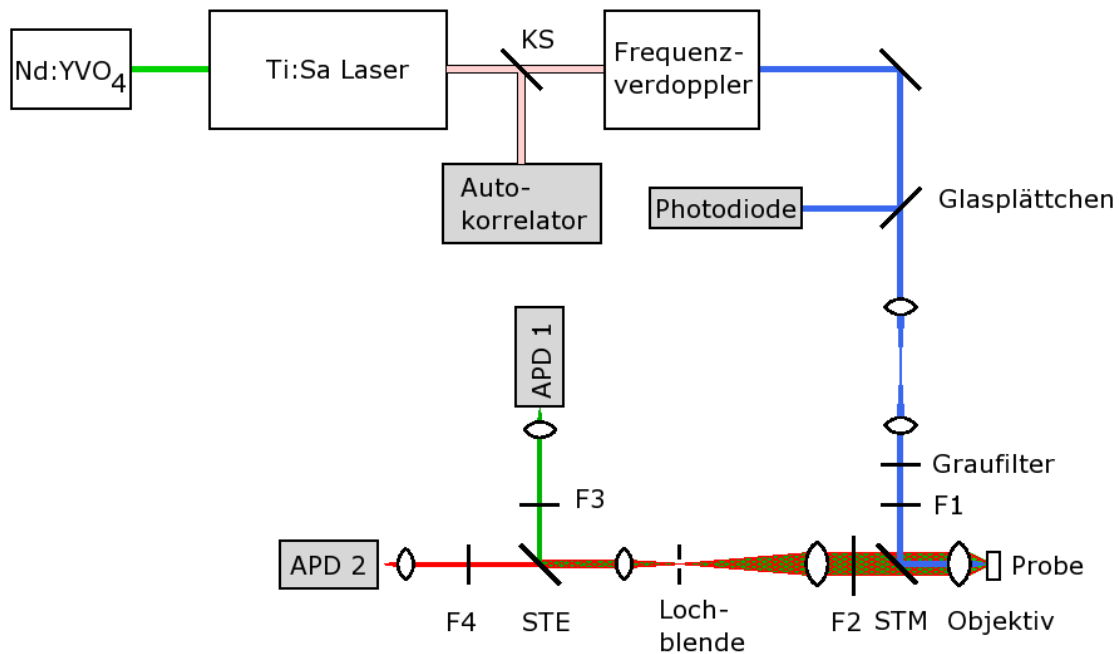 KS
Nd:YVO4
Ti:Sa Laser
Frequenz-
verdoppler
Auto-
korrelator
Photodiode
Glasplättchen
APD 1
Graufilter
F3
F1
APD 2
Probe
F4
STE
Loch-
blende
F2
STM
Objektiv